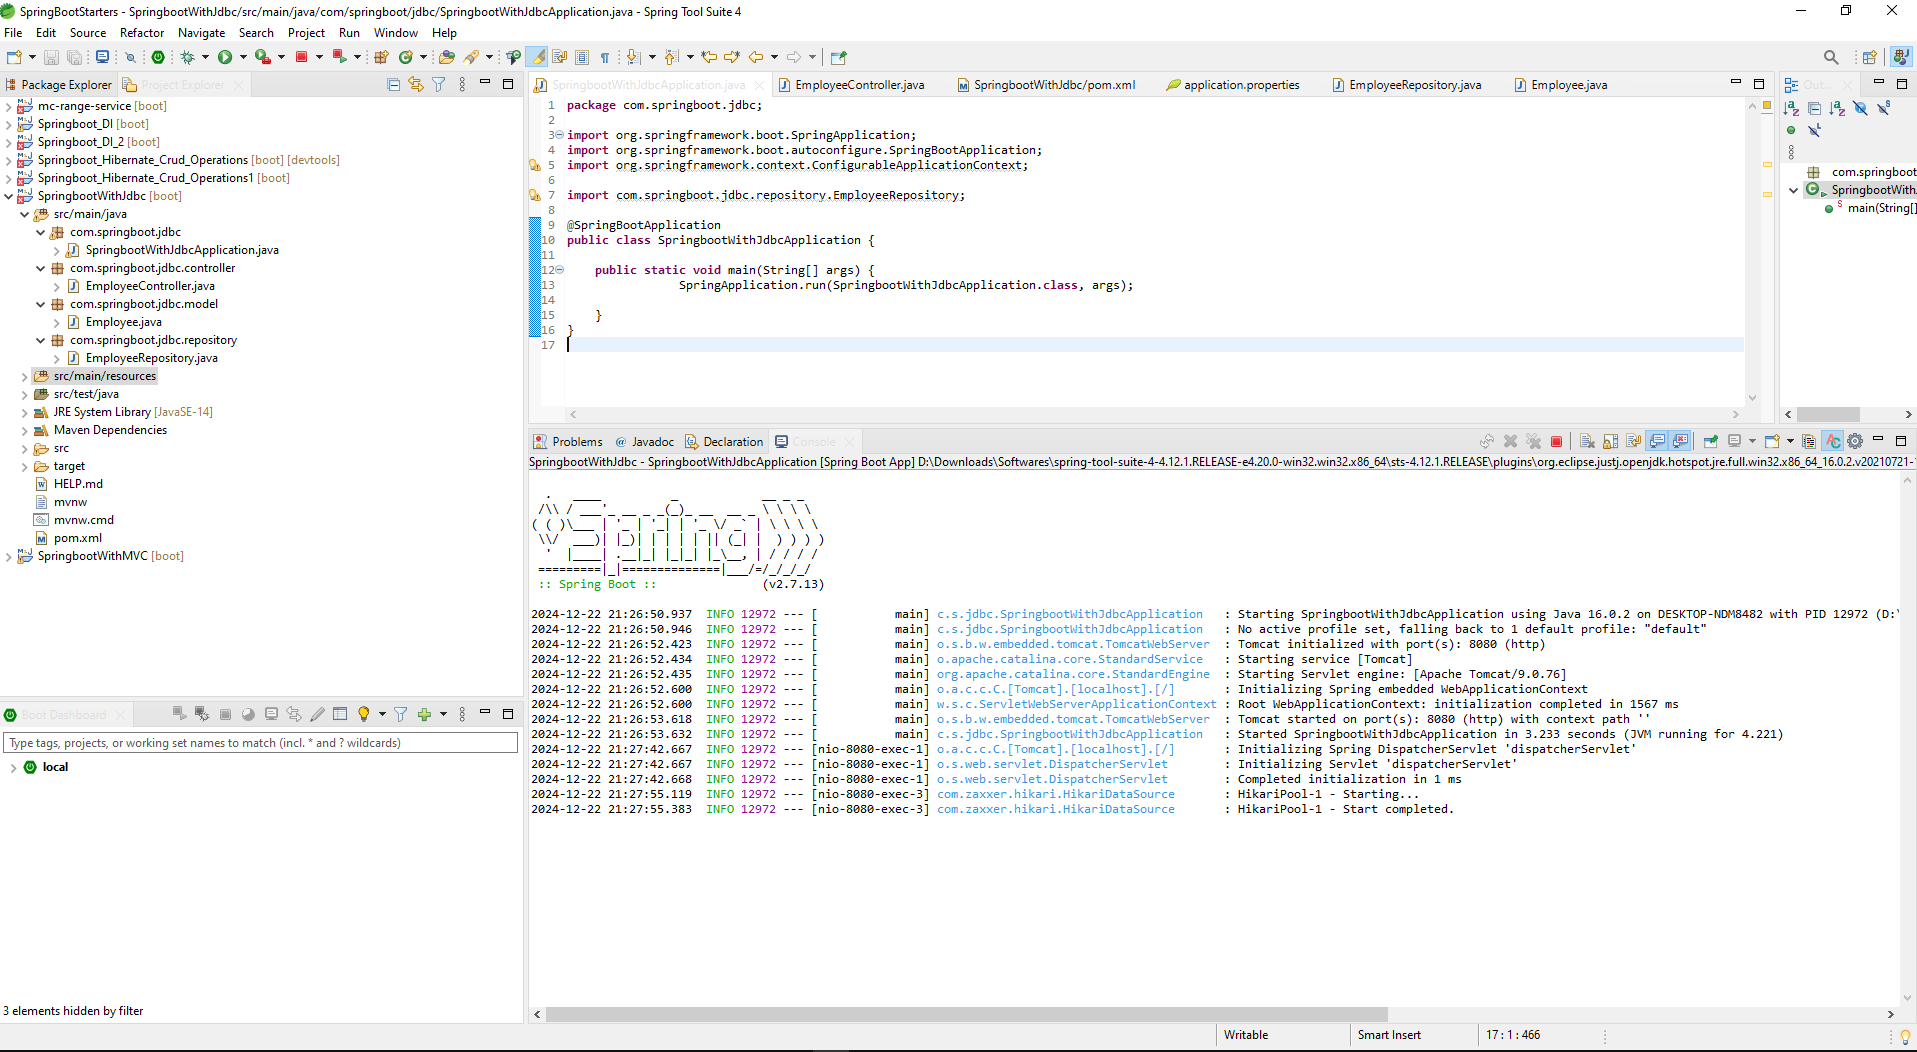 SpringBootStarters - SpringbootWithJdbc/src/main/java/com/springboot/jdbc/SpringbootWithJdbcApplication.java - Spring Tool Suite 4
File Edit Source Refactor Navigate Search Project Run Window Help
Package Explorer Project Explorer
mc-range-service [boot]
Springboot_DI [boot]
Springboot_DI_2 [boot]
Springboot_Hibernate_Crud_Operations [boot] [devtools]
Springboot_Hibernate_Crud_Operations1 [boot]
SpringbootWithJdbc [boot]
src/main/java
com.springboot.jdbc
SpringbootWithJdbcApplication.java
com.springboot.jdbc.controller
EmployeeController.java
com.springboot.jdbc.model
Employee.java
com.springboot.jdbc.repository
EmployeeRepository.java
src/main/resources
src/test/java
JRE System Library [JavaSE-14]
Maven Dependencies
src
target
HELP.md
mvnw
mvnw.cmd
pom.xml
SpringbootWithMVC [boot]
Boot Dashboard
Type tags, projects, or working set names to match (incl. * and ? wildcards)
local
3 elements hidden by filter
SpringbootWithJdbcApplication.java EmployeeController.java SpringbootWithJdbc/pom.xml application.properties EmployeeRepository.java Employee.java
1 package com.springboot.jdbc;
2
3 import org.springframework.boot.SpringApplication;
4 import org.springframework.boot.autoconfigure.SpringBootApplication;
5 import org.springframework.context.ConfigurableApplicationContext;
6
7 import com.springboot.jdbc.repository.EmployeeRepository;
8
9 @SpringBootApplication
10 public class SpringbootWithJdbcApplication {
11
12 public static void main(String[] args) {
13 SpringApplication.run(SpringbootWithJdbcApplication.class, args);
14
15 }
16 }
17
Out...
com.springboot
SpringbootWith.
main(String[]
Problems @ Javadoc Declaration Console
SpringbootWithJdbc - SpringbootWithJdbcApplication [Spring Boot App] D:\Downloads\Softwares\spring-tool-suite-4-4.12.1.RELEASE-e4.20.0-win32.win32.x86_64\sts-4.12.1.RELEASE\plugins\org.eclipse.justj.openjdk.hotspot.jre.full.win32.x86_64_16.0.2.v20210721-
Spring
:: Spring Boot :: (v2.7.13)
2024-12-22 21:26:50.937 INFO 12972 --- [ main] c.s.jdbc.SpringbootWithJdbcApplication : Starting SpringbootWithJdbcApplication using Java 16.0.2 on DESKTOP-NDM8482 with PID 12972 (D:\
2024-12-22 21:26:50.946 INFO 12972 --- [ main] c.s.jdbc.SpringbootWithJdbcApplication : No active profile set, falling back to 1 default profile: "default"
2024-12-22 21:26:52.423 INFO 12972 --- [ main] o.s.b.w.embedded.tomcat.TomcatWebServer : Tomcat initialized with port(s): 8080 (http)
2024-12-22 21:26:52.434 INFO 12972 --- [ main] o.apache.catalina.core.StandardService : Starting service [Tomcat]
2024-12-22 21:26:52.435 INFO 12972 --- [ main] org.apache.catalina.core.StandardEngine : Starting Servlet engine: [Apache Tomcat/9.0.76]
2024-12-22 21:26:52.600 INFO 12972 --- [ main] o.a.c.c.C.[Tomcat].[localhost].[/] : Initializing Spring embedded WebApplicationContext
2024-12-22 21:26:52.600 INFO 12972 --- [ main] w.s.c.ServletWebServerApplicationContext : Root WebApplicationContext: initialization completed in 1567 ms
2024-12-22 21:26:53.618 INFO 12972 --- [ main] o.s.b.w.embedded.tomcat.TomcatWebServer : Tomcat started on port(s): 8080 (http) with context path ''
2024-12-22 21:26:53.632 INFO 12972 --- [ main] c.s.jdbc.SpringbootWithJdbcApplication : Started SpringbootWithJdbcApplication in 3.233 seconds (JVM running for 4.221)
2024-12-22 21:27:42.667 INFO 12972 --- [nio-8080-exec-1] o.a.c.c.C.[Tomcat].[localhost].[/] : Initializing Spring DispatcherServlet 'dispatcherServlet'
2024-12-22 21:27:42.667 INFO 12972 --- [nio-8080-exec-1] o.s.web.servlet.DispatcherServlet : Initializing Servlet 'dispatcherServlet'
2024-12-22 21:27:42.668 INFO 12972 --- [nio-8080-exec-1] o.s.web.servlet.DispatcherServlet : Completed initialization in 1 ms
2024-12-22 21:27:55.119 INFO 12972 --- [nio-8080-exec-3] com.zaxxer.hikari.HikariDataSource : HikariPool-1 - Starting...
2024-12-22 21:27:55.383 INFO 12972 --- [nio-8080-exec-3] com.zaxxer.hikari.HikariDataSource : HikariPool-1 - Start completed.
Writable Smart Insert 17 : 1 : 466